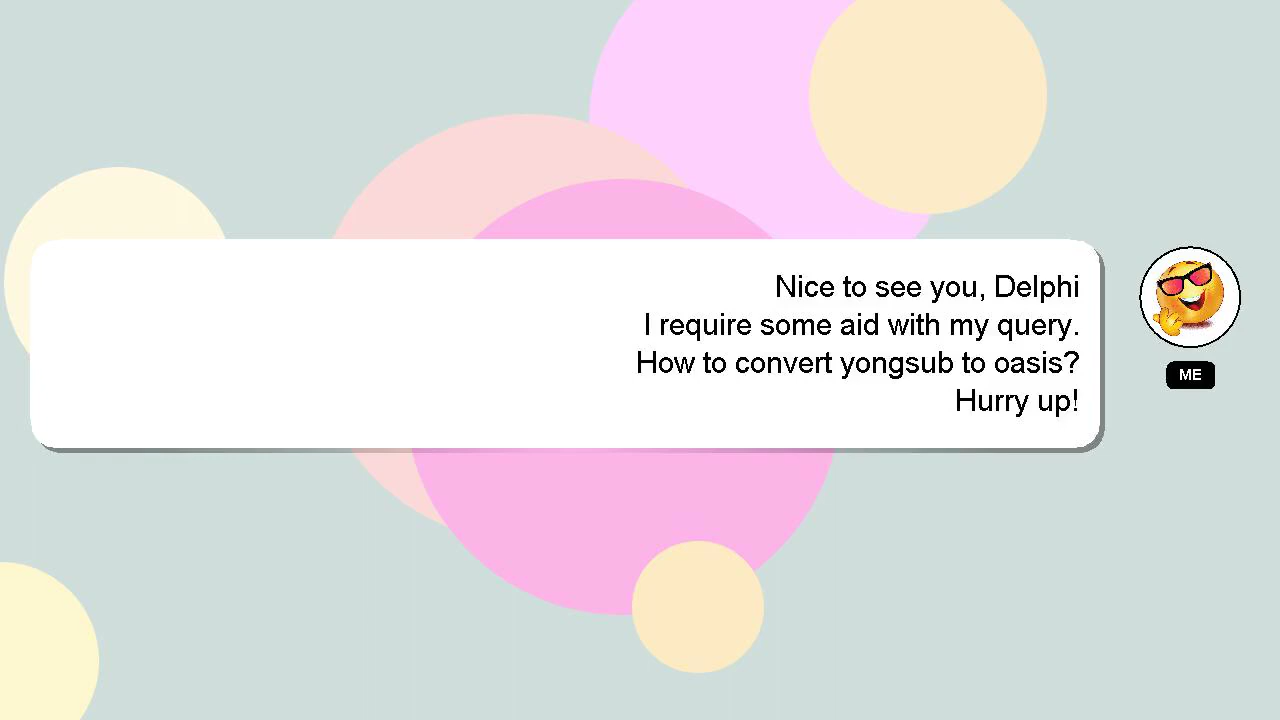 Nice to see you, Delphi
I require some aid with my query.
How to convert yongsub to oasis?
Hurry up!
ME